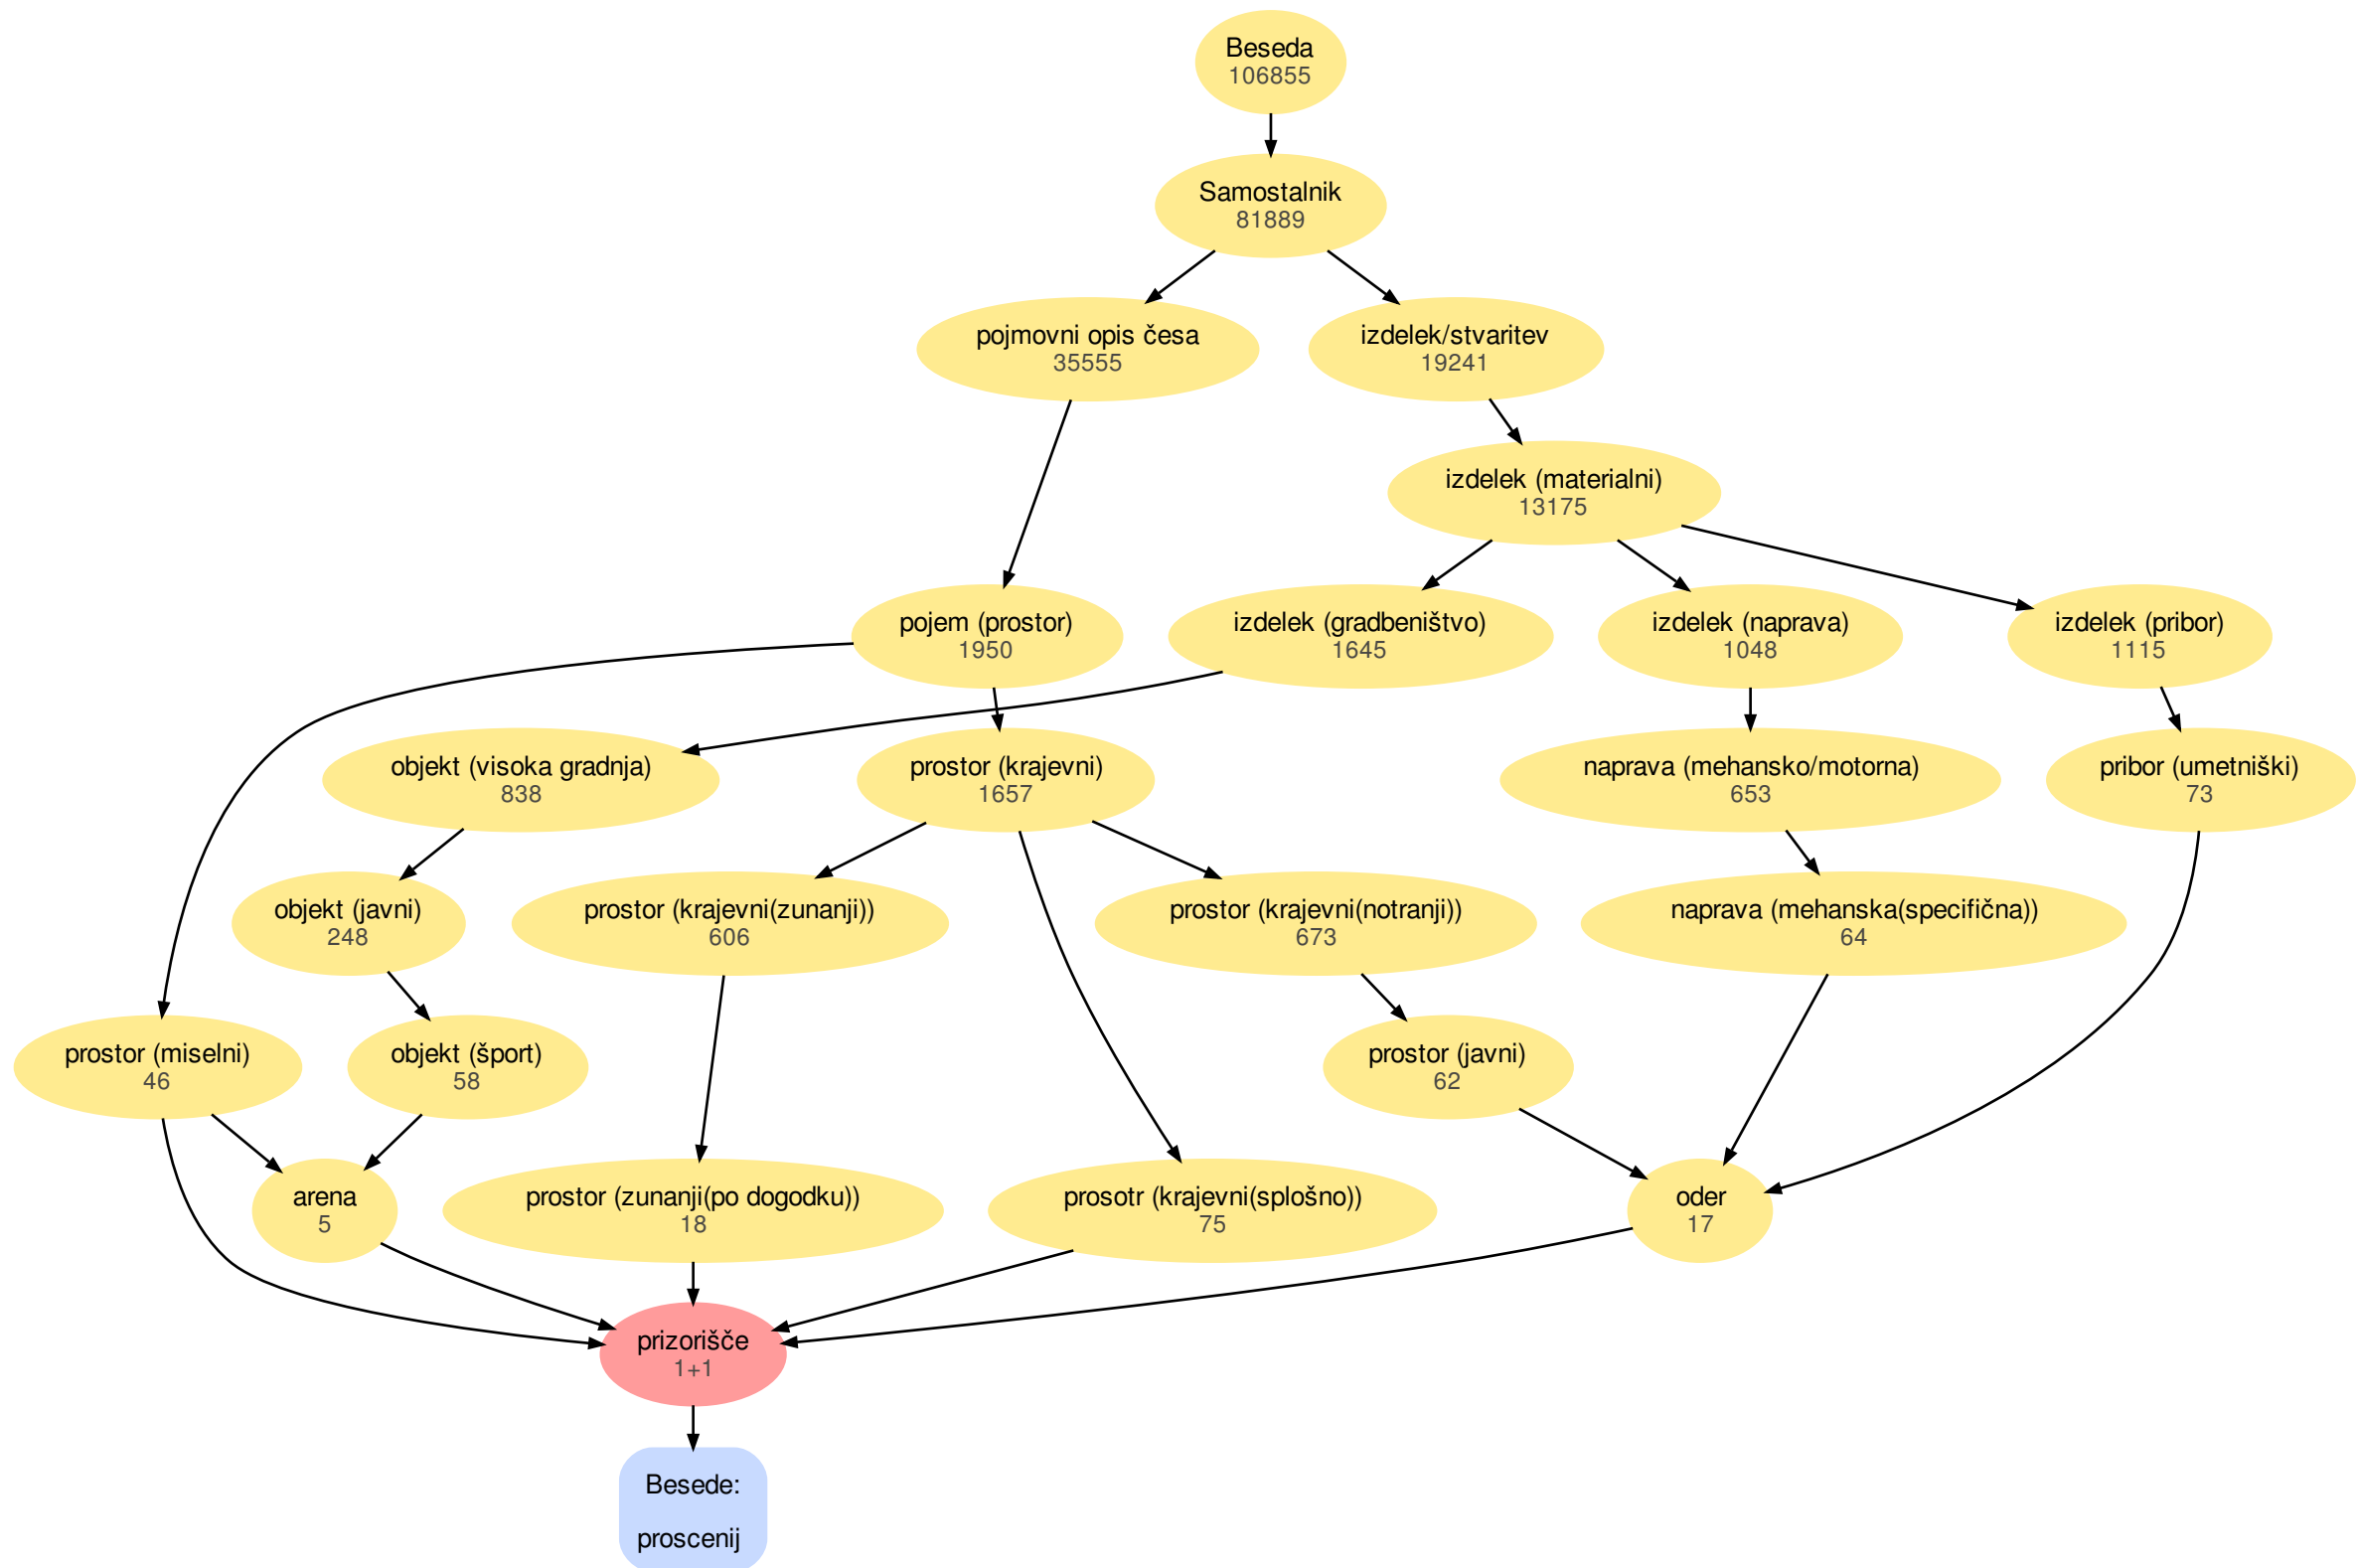 Beseda
106855
Samostalnik
81889
pojmovni opis česa
35555
izdelek/stvaritev
19241
izdelek (materialni)
13175
pojem (prostor)
1950
izdelek (gradbeništvo)
1645
izdelek (naprava)
1048
izdelek (pribor)
1115
objekt (visoka gradnja)
838
prostor (krajevni)
1657
naprava (mehansko/motorna)
653
pribor (umetniški)
73
objekt (javni)
248
prostor (krajevni(zunanji))
606
prostor (krajevni(notranji))
673
naprava (mehanska(specifična))
64
prostor (miselni)
46
objekt (šport)
58
prostor (javni)
62
arena
5
prostor (zunanji(po dogodku))
18
prosotr (krajevni(splošno))
75
oder
17
prizorišče
1+1
Besede:
proscenij